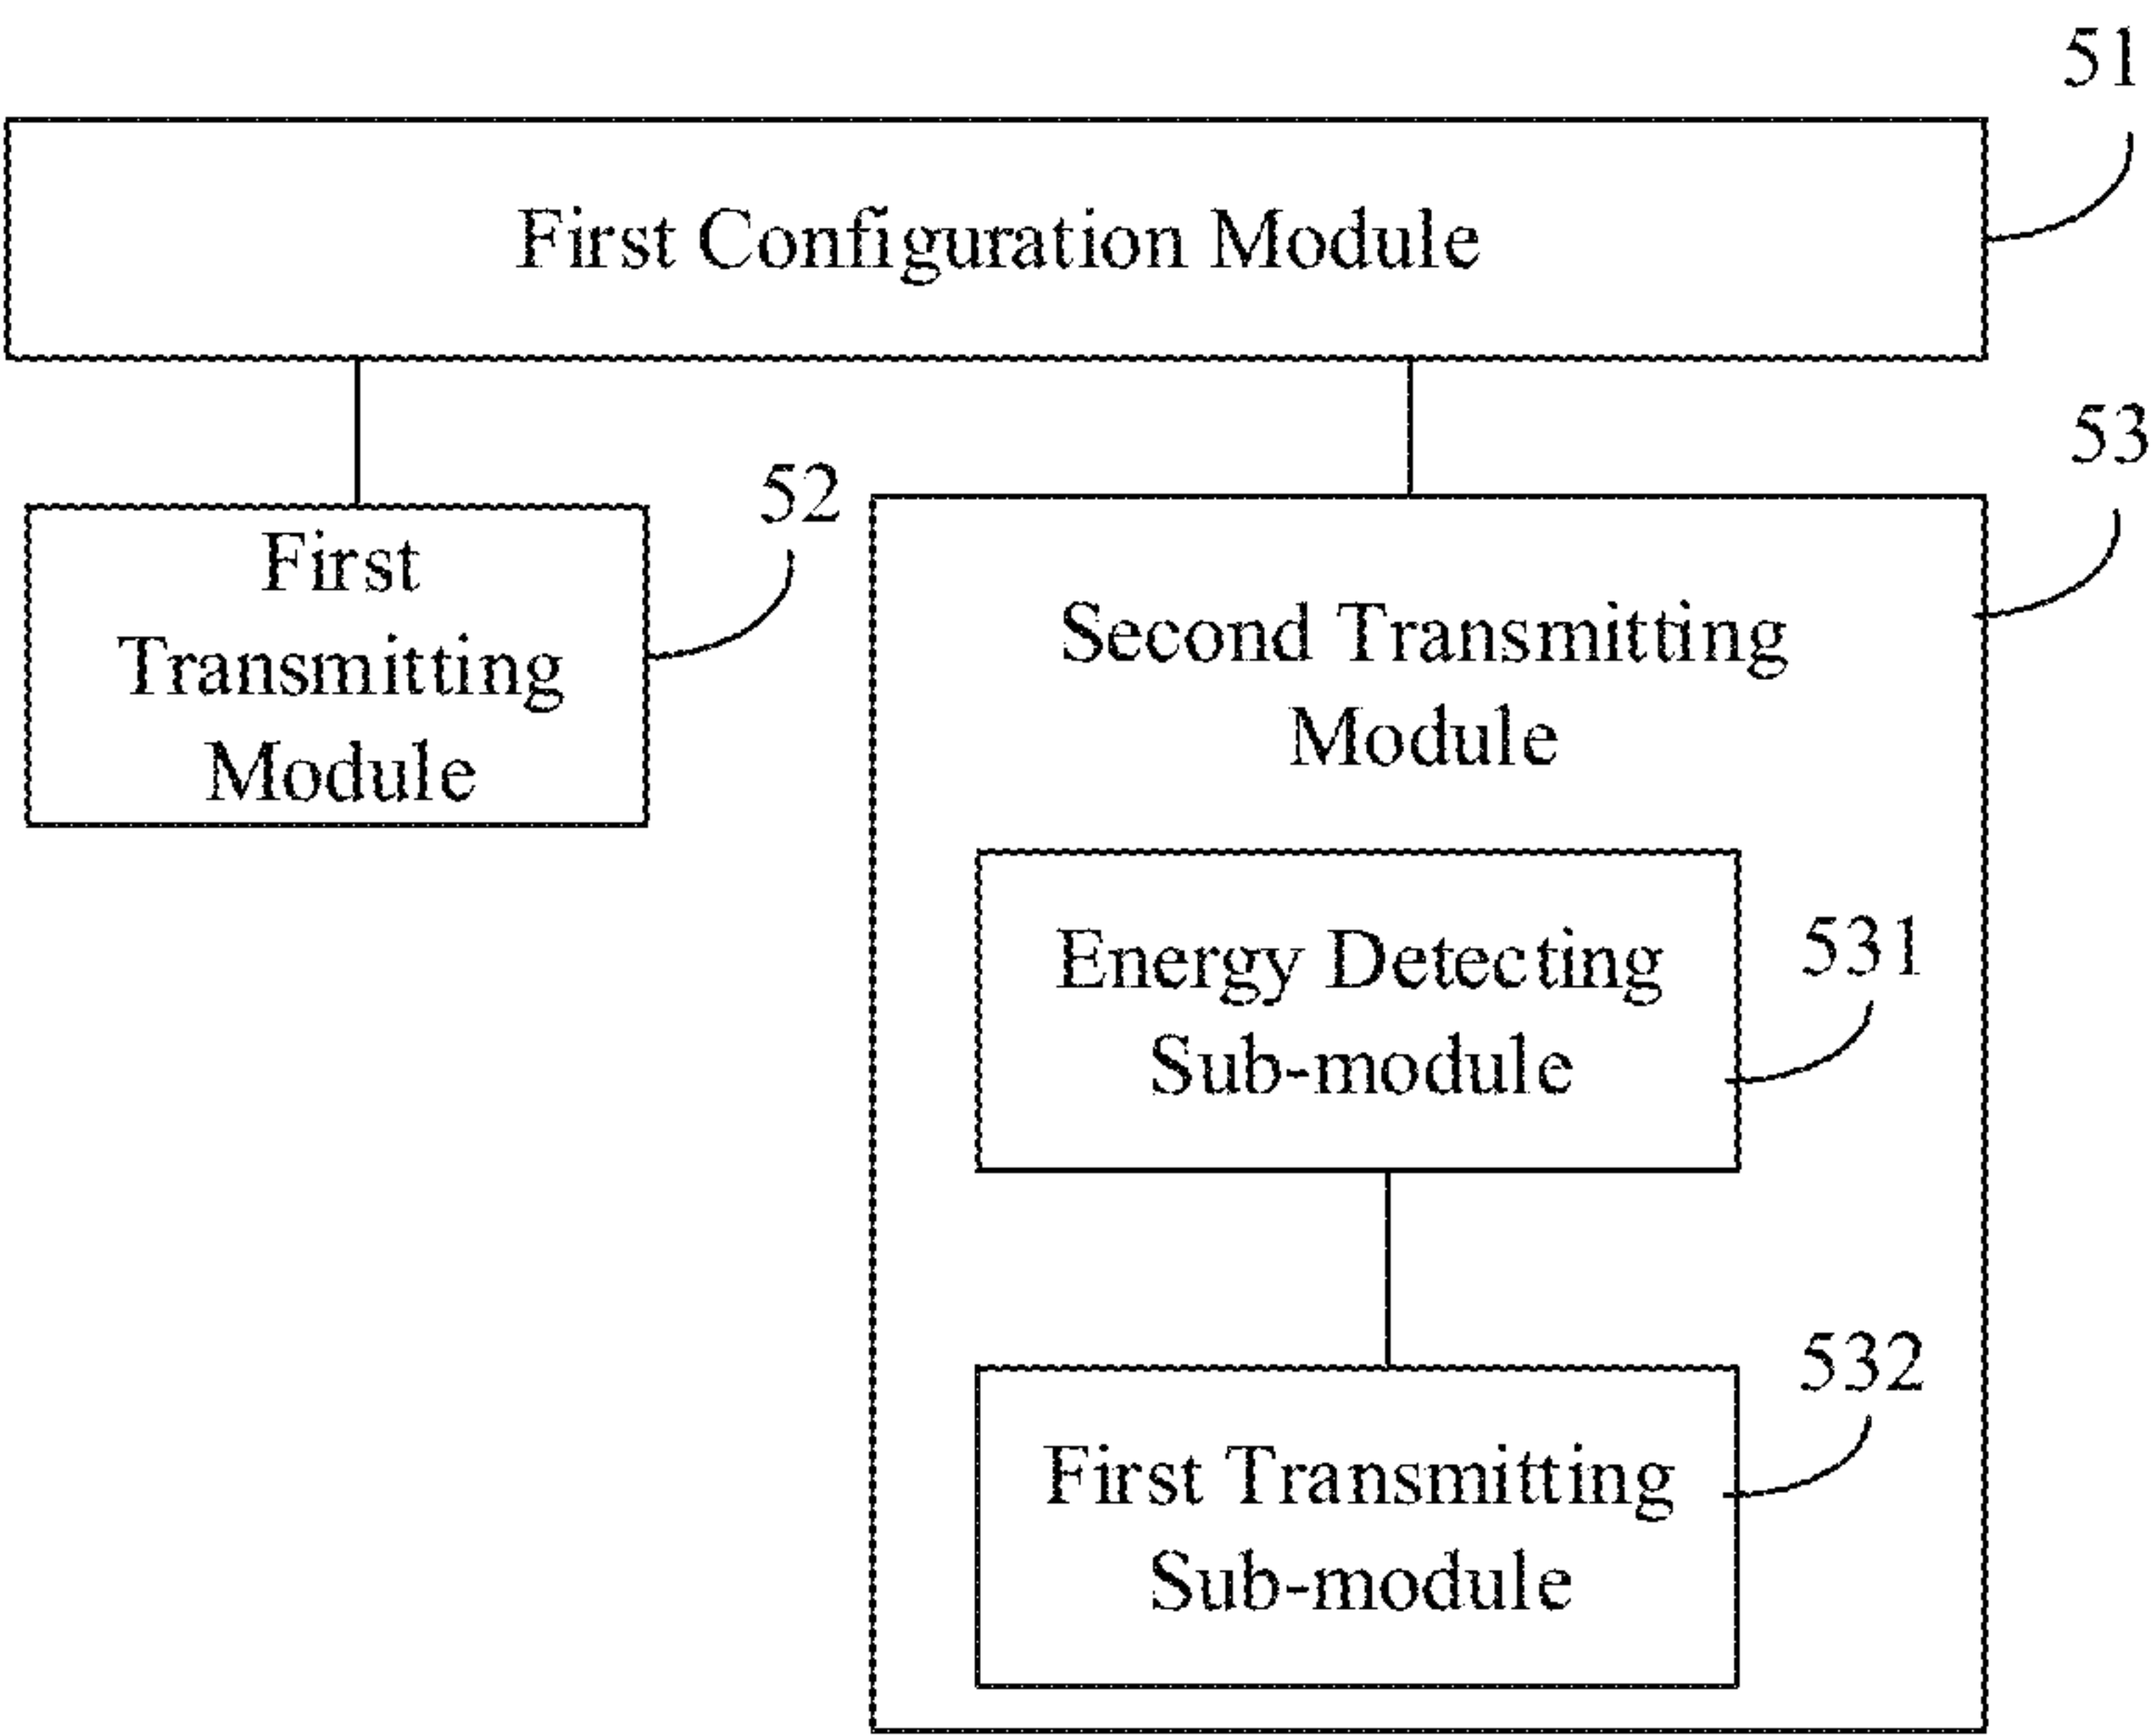 51
First Configuration Module
53
52
First
Transmitting
Module
Second Transmitting
Module
531
Energy Detecting
Sub-module
532
First Transmitting
Sub-module